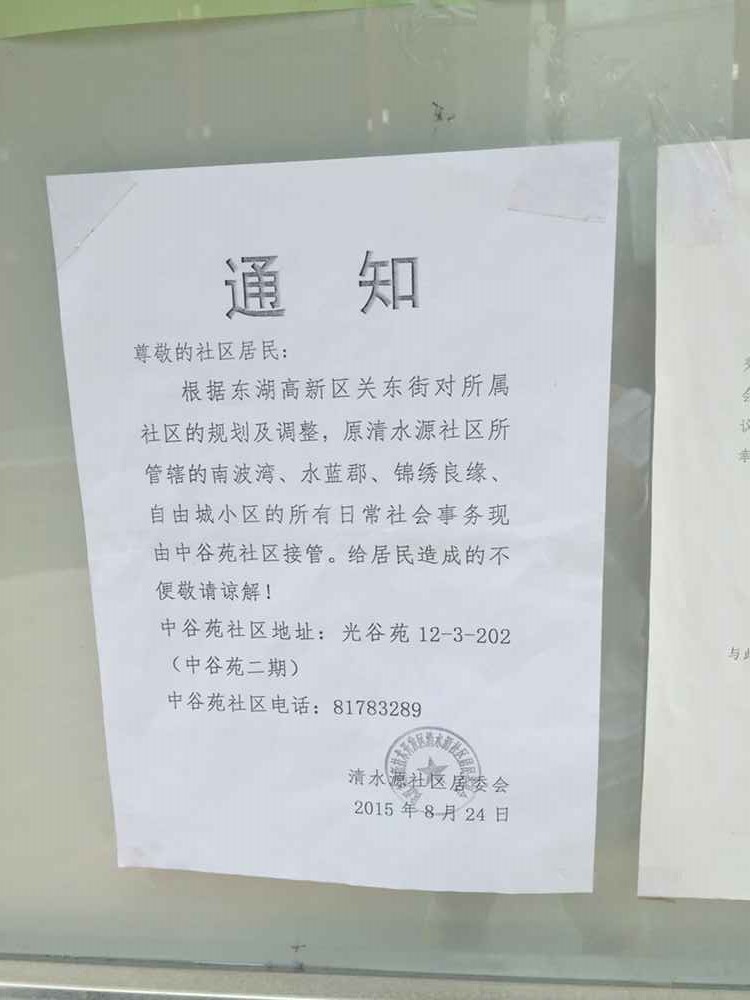 通 知
尊敬的社区居民：
根据东湖高新区关东街对所属
社区的规划及调整，原清水源社区所
管辖的南波湾、水蓝郡、锦绣良缘、
自由城小区的所有日常社会事务现
由中谷苑社区接管。给居民造成的不
便敬请谅解！
中谷苑社区地址：光谷苑 12-3-202
（中谷苑二期）
中谷苑社区电话：81783289
清水源社区居委会
2015 年 8 月 24 日
与此